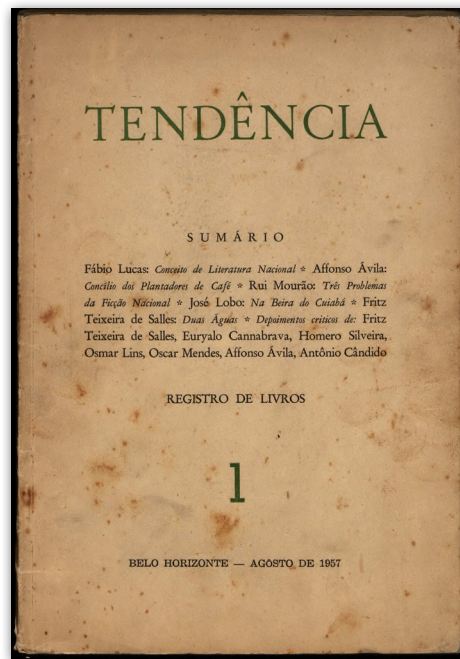 TENDÊNCIA
SUMÁRIO
Fábio Lucas: Conceito de Literatura Nacional * Affonso Ávila:
Concílio dos Plantadores de Café * Rui Mourão: Três Problemas
da Ficção Nacional * José Lobo: Na Beira do Cuiabá * Fritz
Teixeira de Salles: Duas Águas * Depoimentos críticos de: Fritz
Teixeira de Salles, Euryalo Cannabrava, Homero Silveira,
Osmar Lins, Oscar Mendes, Affonso Ávila, Antônio Cândido
REGISTRO DE LIVROS
1
BELO HORIZONTE — AGÔSTO DE 1957